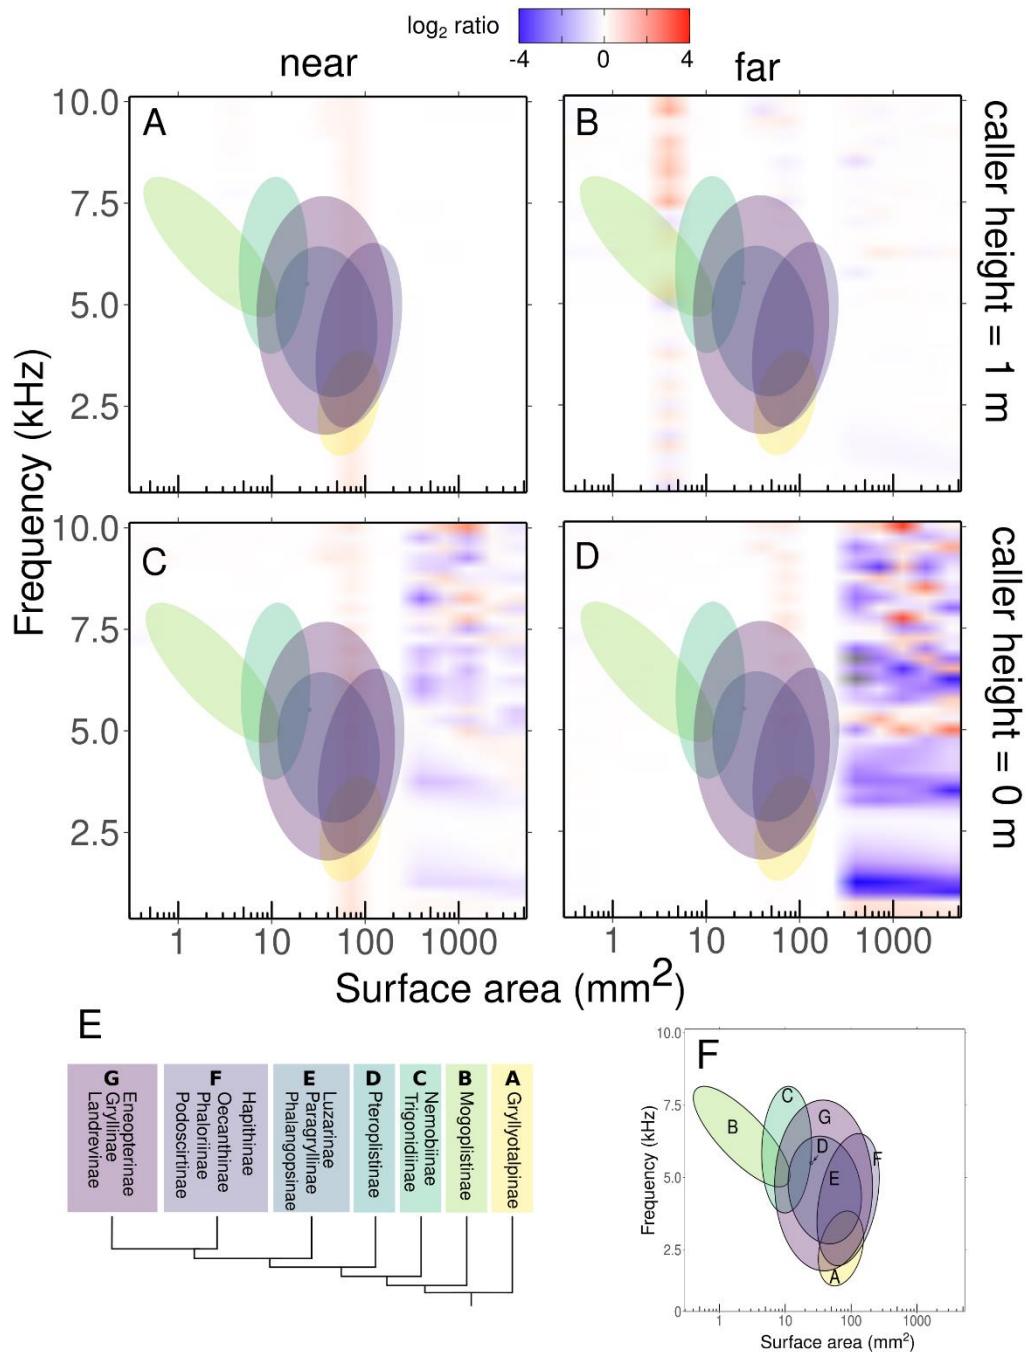 log2 ratio
-4 0 4
near far
A
B
10.0
7.5
5.0
2.5
caller height = 1 m
C
D
10.0
7.5
5.0
2.5
caller height = 0 m
1 10 100 1000
1 10 100 1000
Frequency (kHz)
Surface area (mm2)
E
G
Eneopterinae
Gryllinae
Landrevinae
F
Hapithinae
Oecanthinae
Phaloriinae
Podoscirtinae
E
Luzarinae
Paragryllinae
Phalangopsinae
D
Pteroplistinae
C
Nemobiinae
Trigonidiinae
B
Mogoplistinae
A
Gryllyotalpinae
F
10.0
7.5
5.0
2.5
0
Frequency (kHz)
B
C
G
D
E
F
A
1 10 100 1000
Surface area (mm2)